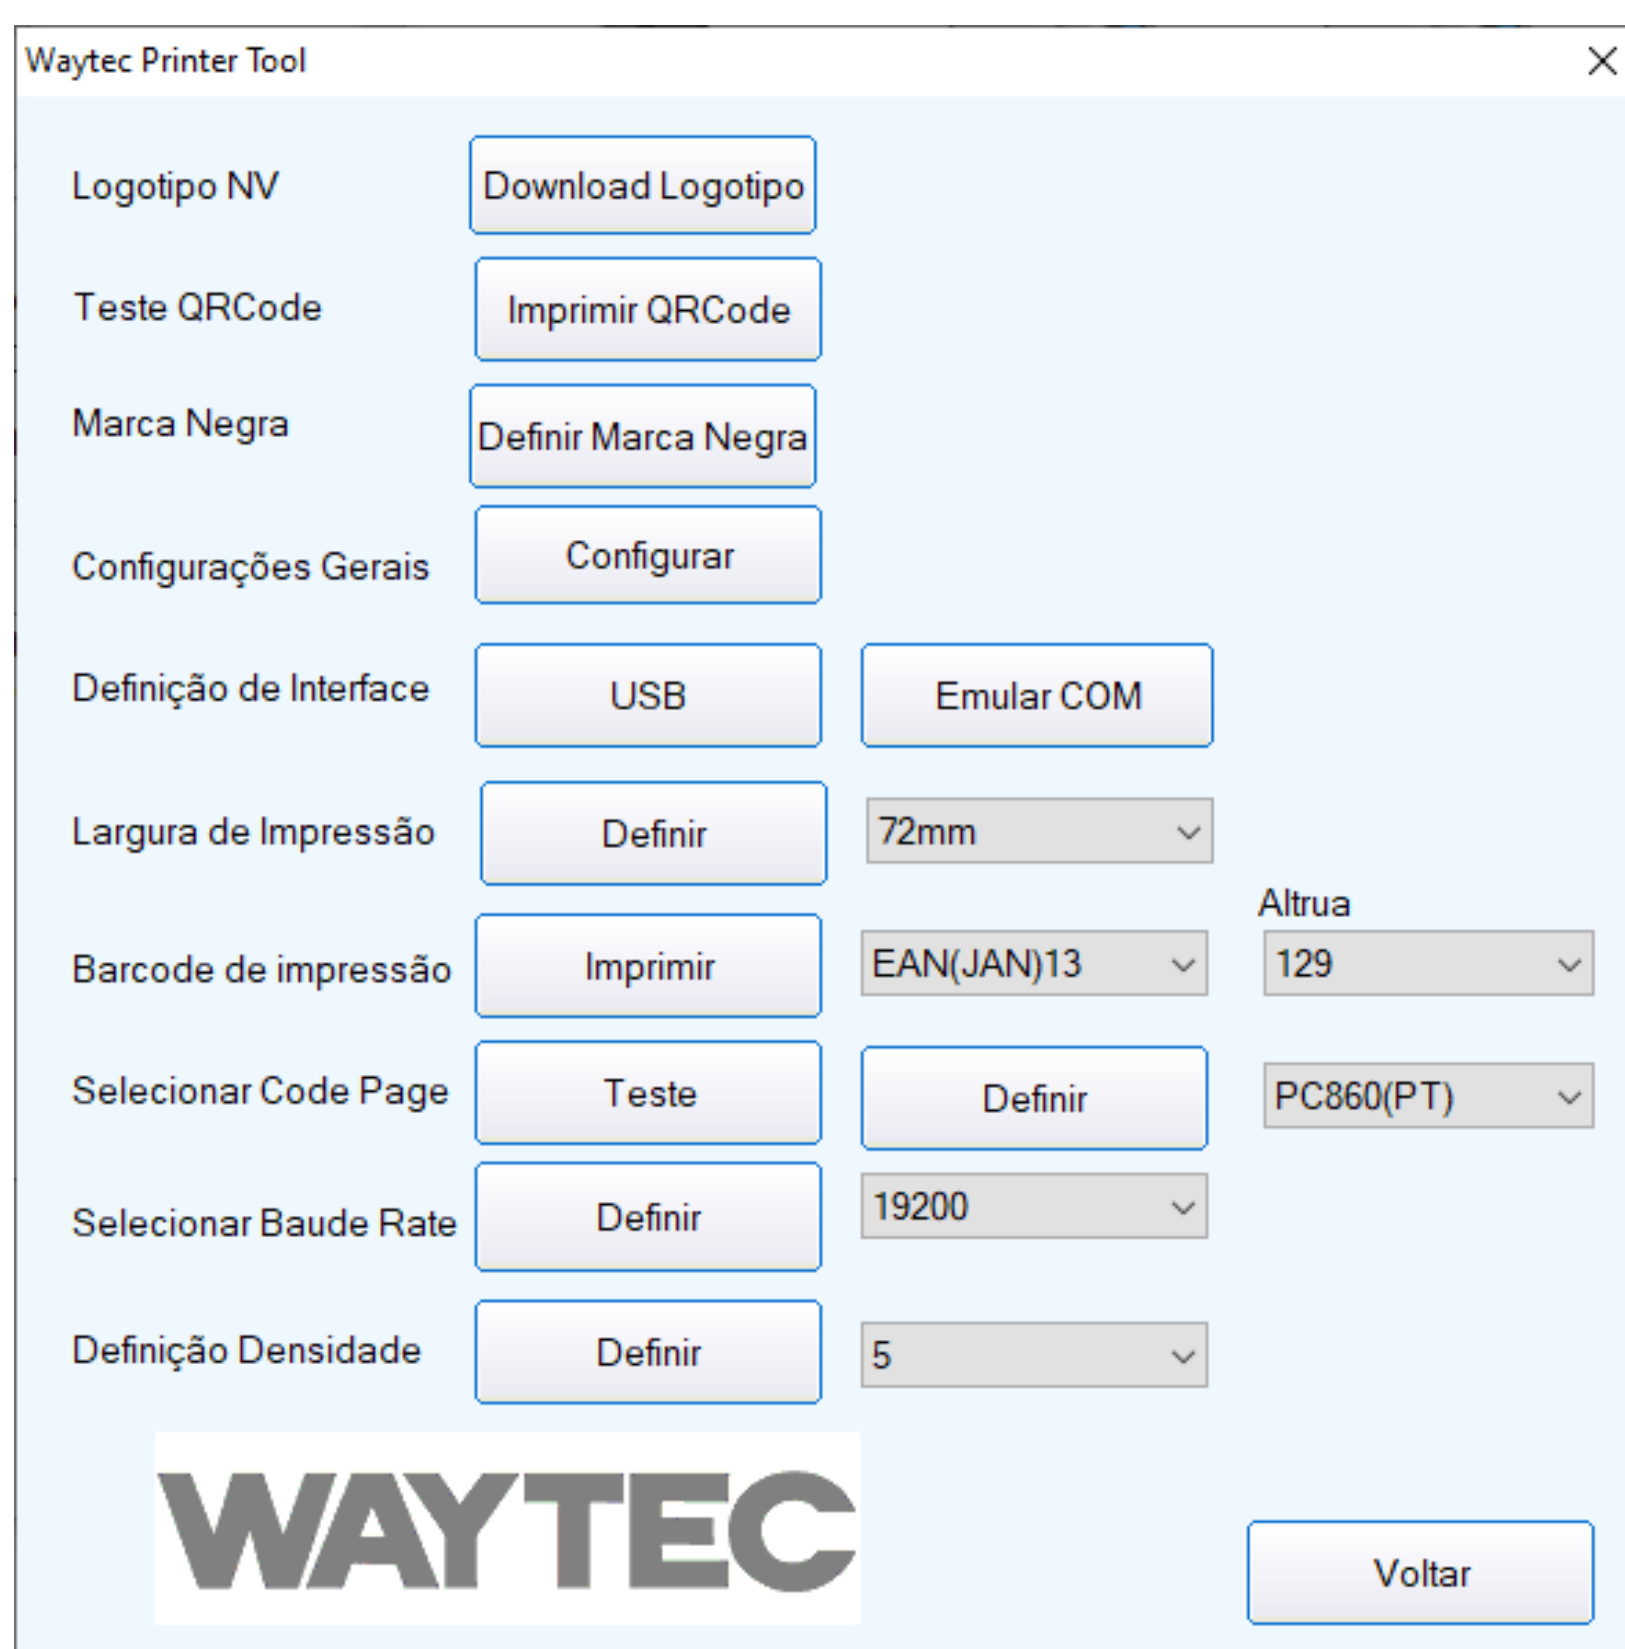 Waytec Printer Tool
Logotipo NV Download Logotipo
Teste QRCode Imprimir QRCode
Marca Negra Definir Marca Negra
Configurações Gerais Configurar
Definição de Interface USB Emular COM
Largura de Impressão Definir 72mm
Altrua
Barcode de impressão Imprimir EAN(JAN)13 129
Selecionar Code Page Teste Definir PC860(PT)
Selecionar Baude Rate Definir 19200
Definição Densidade Definir 5
WAYTEC
Voltar